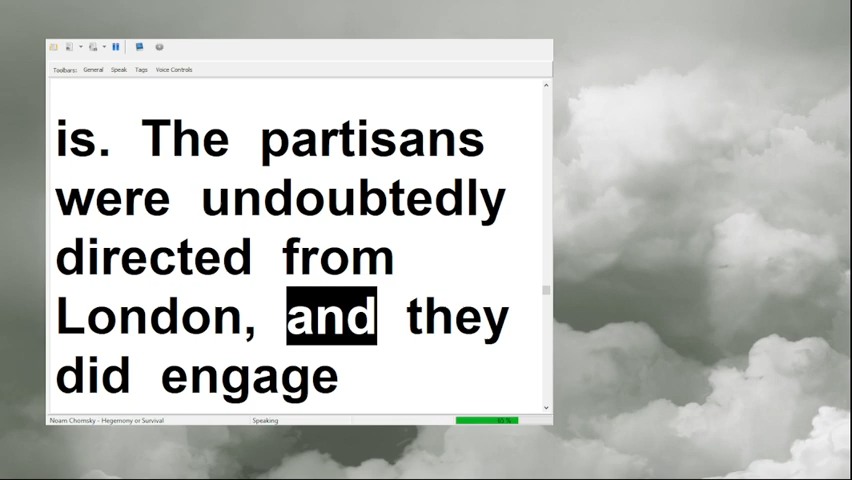 Toolbars: General Speak Tags Voice Controls
is. The partisans
were undoubtedly
directed from
London, and they
did engage
Noam Chomsky - Hegemony or Survival Speaking 65 %